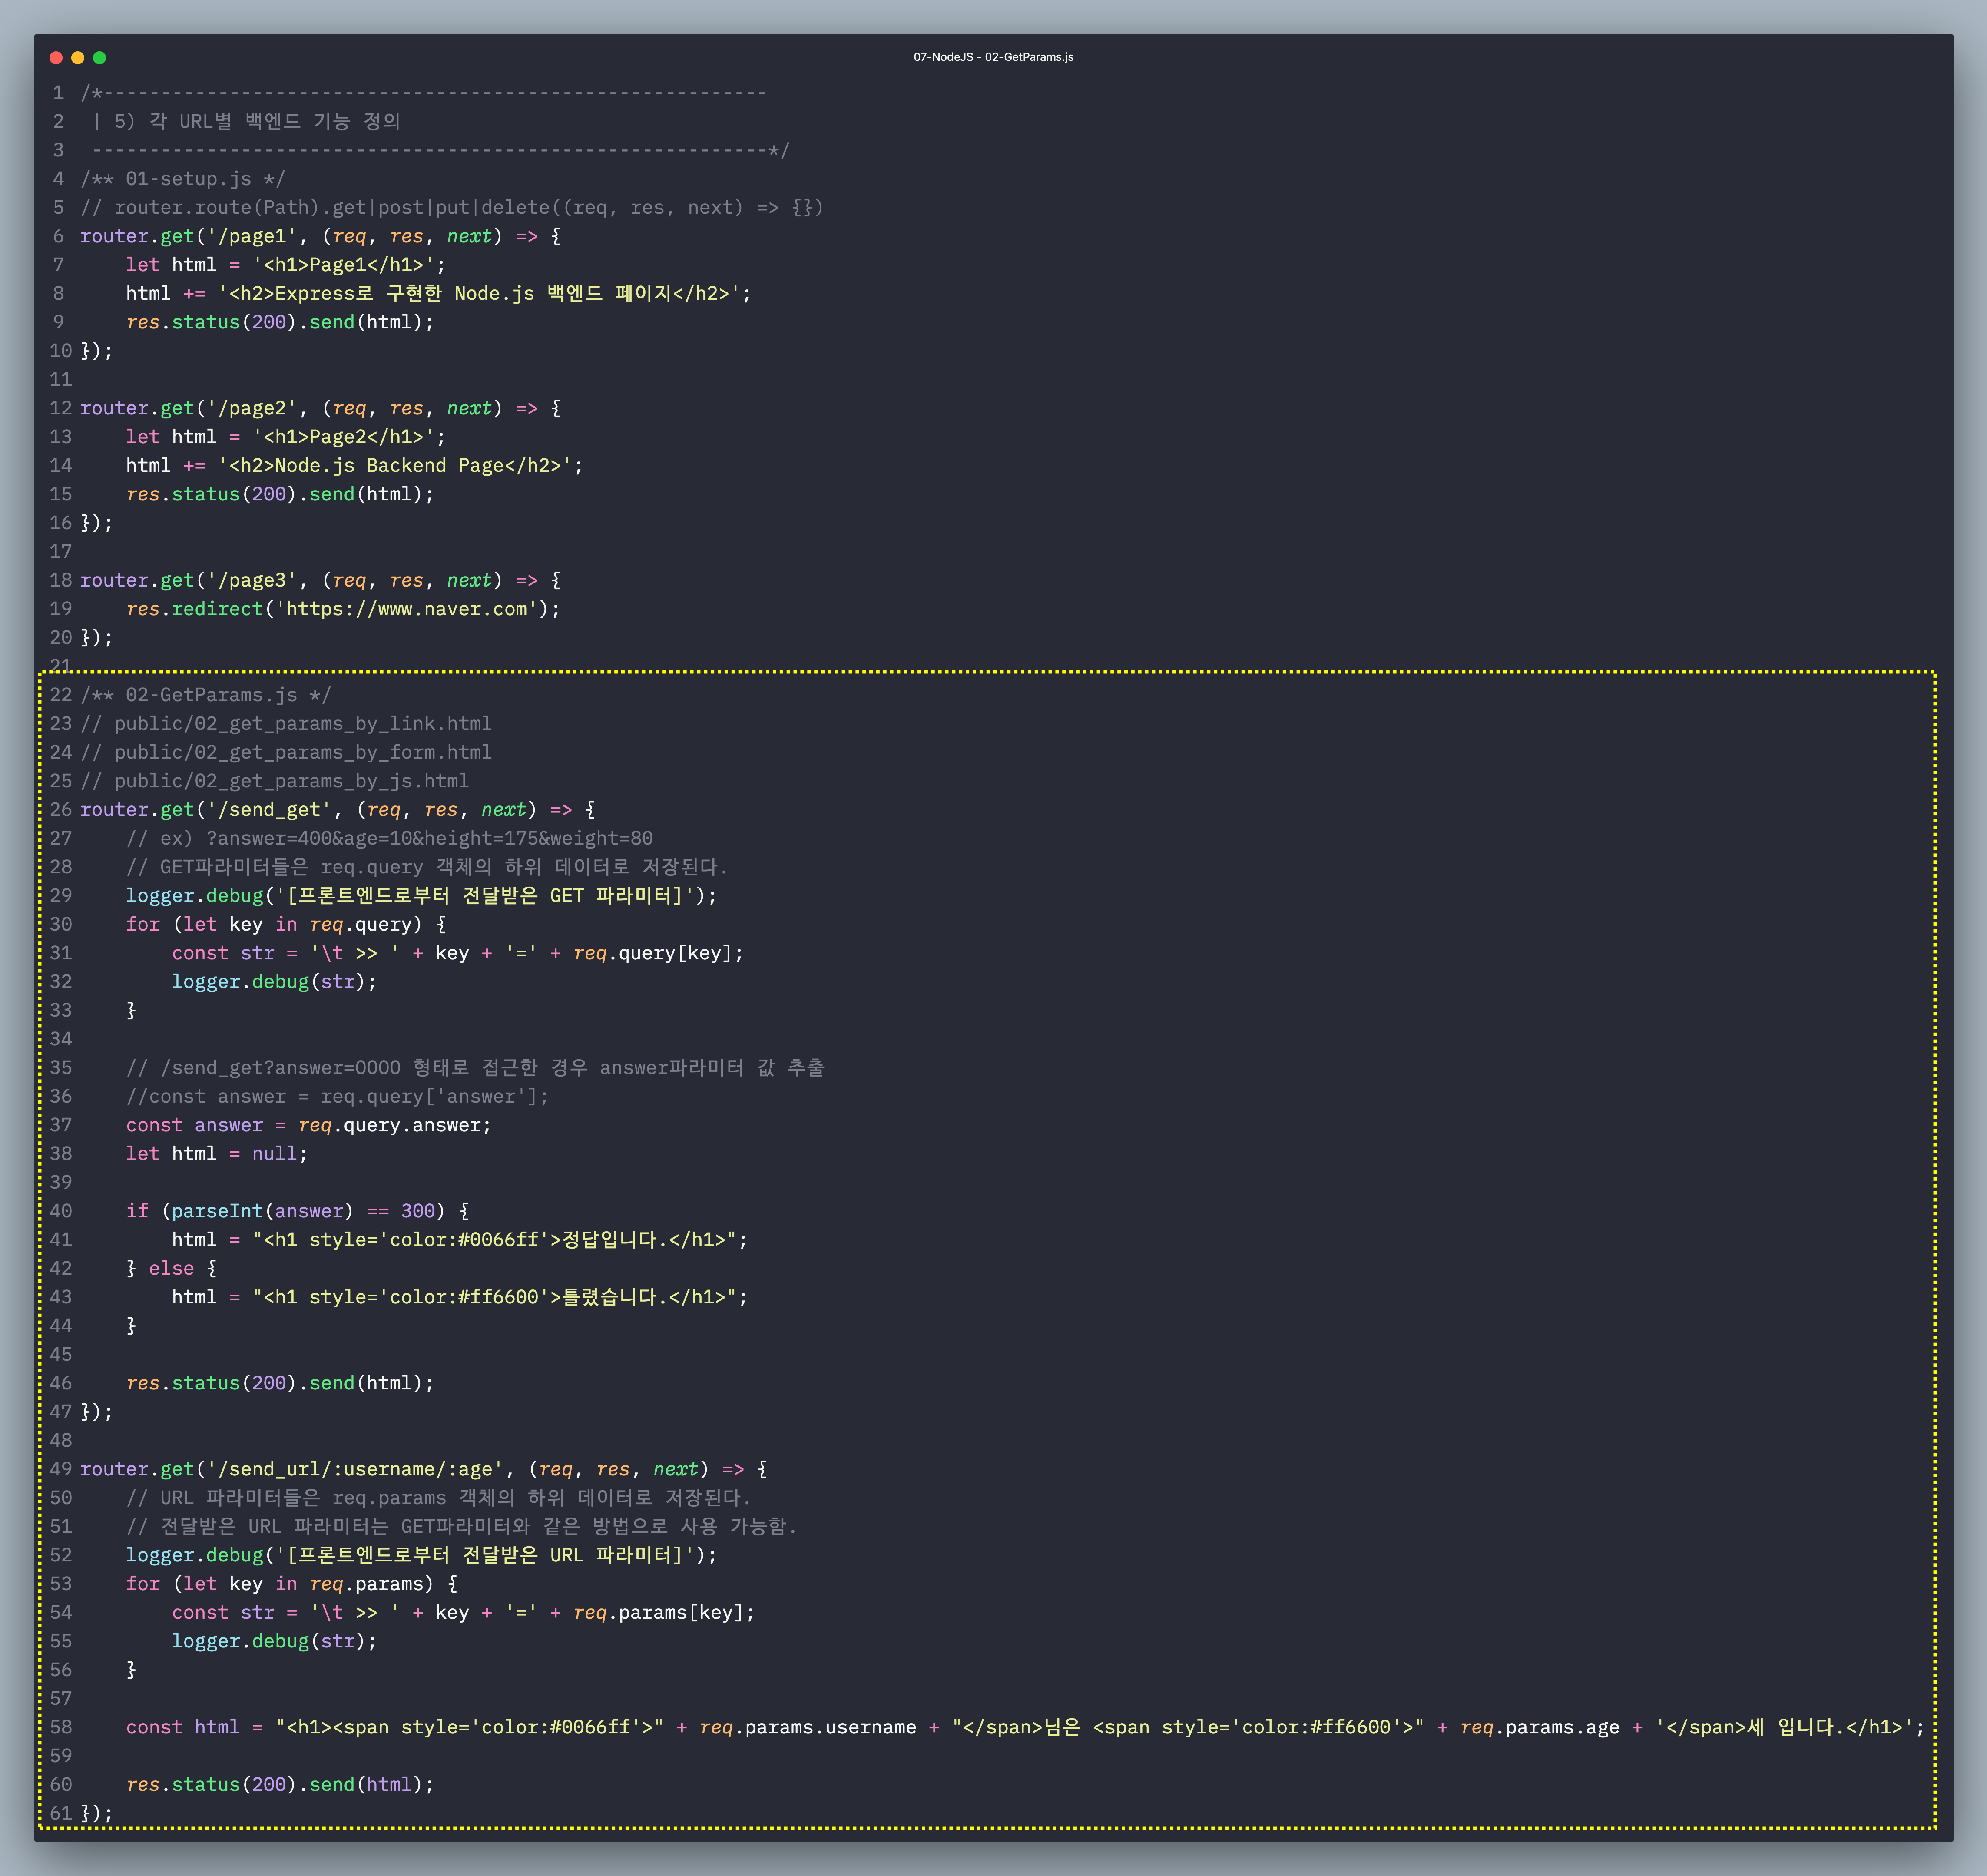 07-NodeJS - 02-GetParams.js
1 /*----------------------------------------------------------
2  | 5) 각 URL별 백엔드 기능 정의
3  -----------------------------------------------------------*/
4 /** 01-setup.js */
5 // router.route(Path).get|post|put|delete((req, res, next) => {})
6 router.get('/page1', (req, res, next) => {
7     let html = '<h1>Page1</h1>';
8     html += '<h2>Express로 구현한 Node.js 백엔드 페이지</h2>';
9     res.status(200).send(html);
10 });
11
12 router.get('/page2', (req, res, next) => {
13     let html = '<h1>Page2</h1>';
14     html += '<h2>Node.js Backend Page</h2>';
15     res.status(200).send(html);
16 });
17
18 router.get('/page3', (req, res, next) => {
19     res.redirect('https://www.naver.com');
20 });
21
22 /** 02-GetParams.js */
23 // public/02_get_params_by_link.html
24 // public/02_get_params_by_form.html
25 // public/02_get_params_by_js.html
26 router.get('/send_get', (req, res, next) => {
27     // ex) ?answer=400&age=10&height=175&weight=80
28     // GET파라미터들은 req.query 객체의 하위 데이터로 저장된다.
29     logger.debug('[프론트엔드로부터 전달받은 GET 파라미터]');
30     for (let key in req.query) {
31         const str = '\t >> ' + key + '=' + req.query[key];
32         logger.debug(str);
33     }
34
35     // /send_get?answer=OOOO 형태로 접근한 경우 answer파라미터 값 추출
36     //const answer = req.query['answer'];
37     const answer = req.query.answer;
38     let html = null;
39
40     if (parseInt(answer) == 300) {
41         html = "<h1 style='color:#0066ff'>정답입니다.</h1>";
42     } else {
43         html = "<h1 style='color:#ff6600'>틀렸습니다.</h1>";
44     }
45
46     res.status(200).send(html);
47 });
48
49 router.get('/send_url/:username/:age', (req, res, next) => {
50     // URL 파라미터들은 req.params 객체의 하위 데이터로 저장된다.
51     // 전달받은 URL 파라미터는 GET파라미터와 같은 방법으로 사용 가능함.
52     logger.debug('[프론트엔드로부터 전달받은 URL 파라미터]');
53     for (let key in req.params) {
54         const str = '\t >> ' + key + '=' + req.params[key];
55         logger.debug(str);
56     }
57
58     const html = "<h1><span style='color:#0066ff'>" + req.params.username + "</span>님은 <span style='color:#ff6600'>" + req.params.age + '</span>세 입니다.</h1>';
59
60     res.status(200).send(html);
61 });